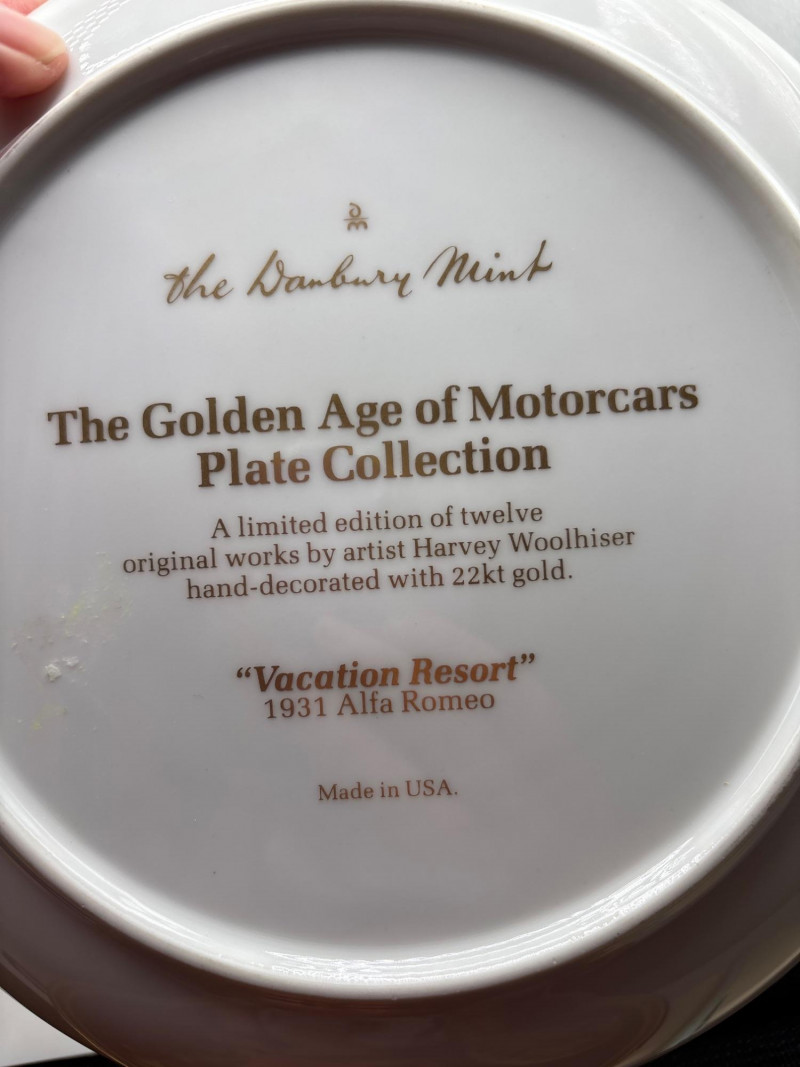 dm
the Danbury Mint
The Golden Age of Motorcars
Plate Collection
A limited edition of twelve
original works by artist Harvey Woolhiser
hand-decorated with 22kt gold.
“Vacation Resort”
1931 Alfa Romeo
Made in USA.